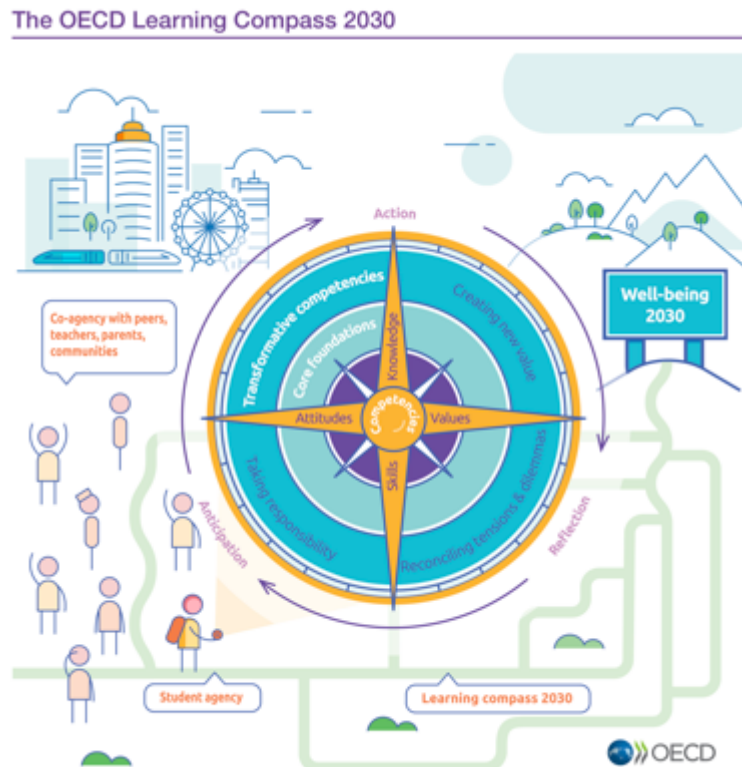 The OECD Learning Compass 2030
Action
Well-being
2030
Co-agency with peers,
teachers, parents,
communities
Transformative competencies
Creating new value
Core foundations
Knowledge
Attitudes
Competencies
Values
Skills
Taking responsibility
Reconciling tensions & dilemmas
Anticipation
Reflection
Student agency
Learning compass 2030
OECD